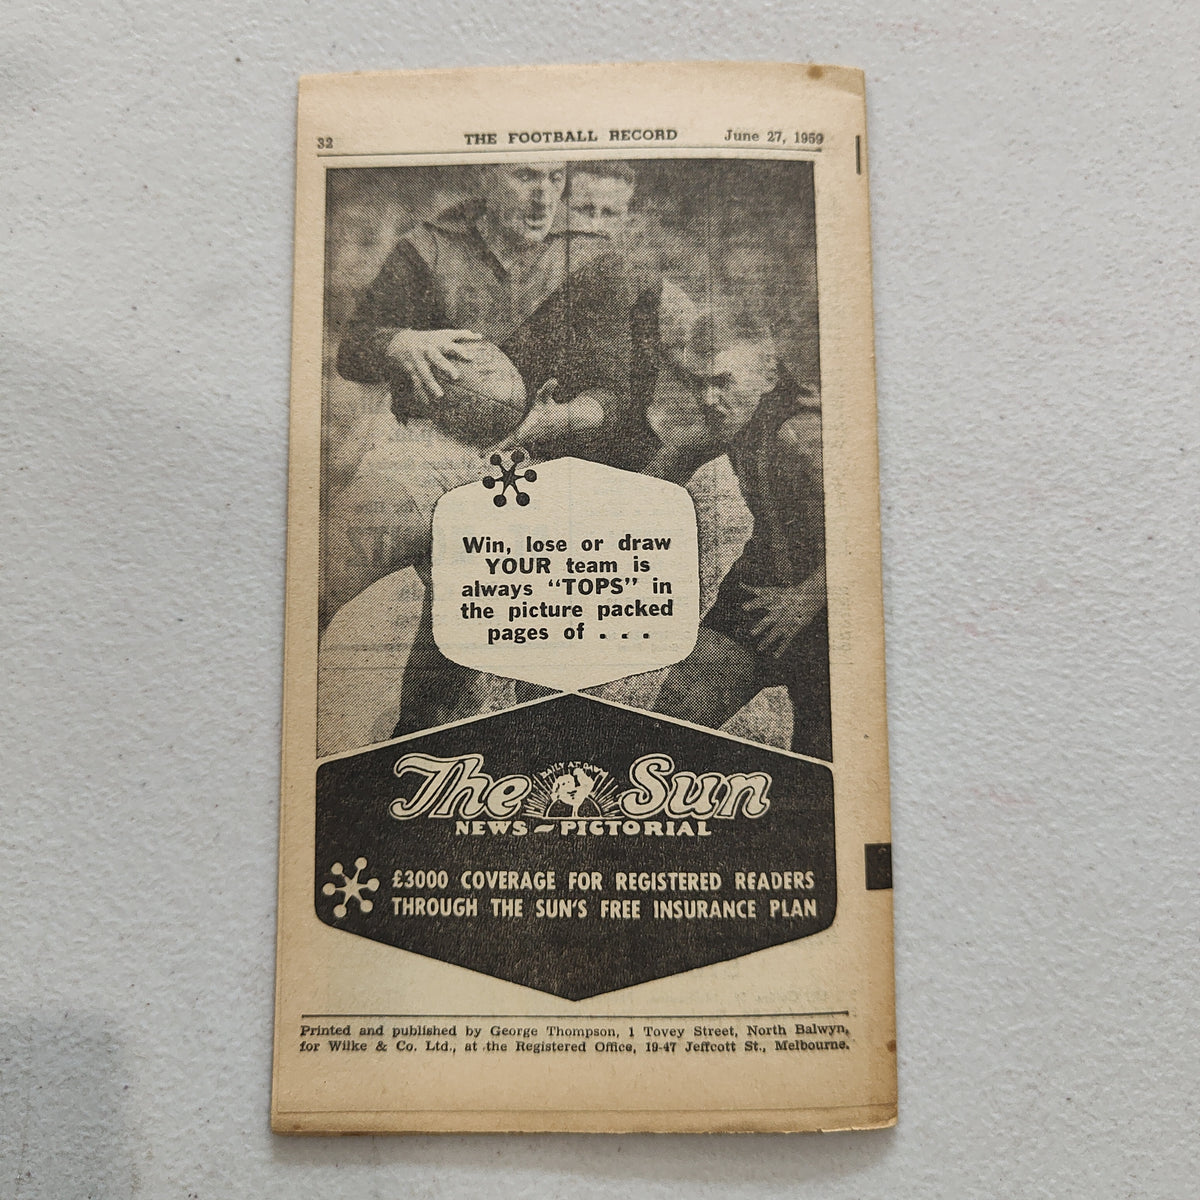 32 THE FOOTBALL RECORD June 27, 1959
Win, lose or draw
YOUR team is
always “TOPS” in
the picture packed
pages of . . .
DAILY AT DAWN
The Sun
NEWS-PICTORIAL
£3000 COVERAGE FOR REGISTERED READERS
THROUGH THE SUN'S FREE INSURANCE PLAN
Printed and published by George Thompson, 1 Tovey Street, North Balwyn,
for Wilke & Co. Ltd., at the Registered Office, 19-47 Jeffcott St., Melbourne.